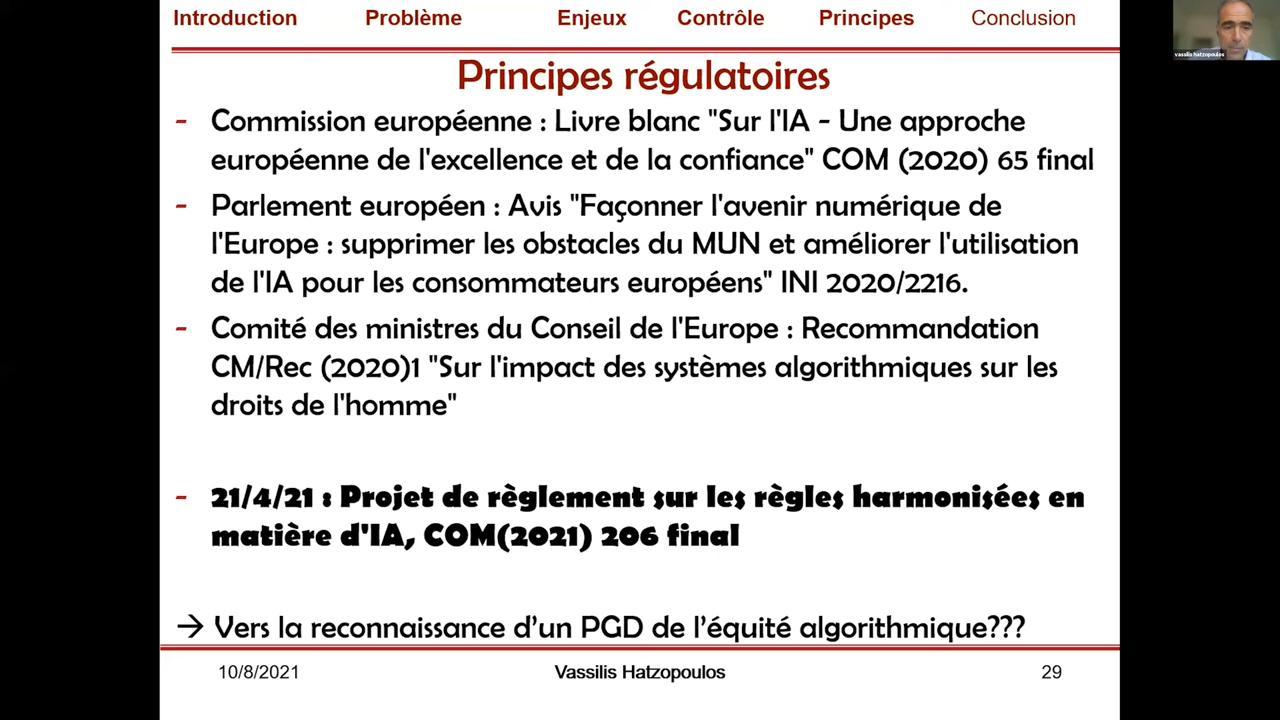 Introduction Problème Enjeux Contrôle Principes Conclusion
vassilis hatzopoulos
Principes régulatoires
- Commission européenne : Livre blanc "Sur l'IA - Une approche
européenne de l'excellence et de la confiance" COM (2020) 65 final
- Parlement européen : Avis "Façonner l'avenir numérique de
l'Europe : supprimer les obstacles du MUN et améliorer l'utilisation
de l'IA pour les consommateurs européens" INI 2020/2216.
- Comité des ministres du Conseil de l'Europe : Recommandation
CM/Rec (2020)1 "Sur l'impact des systèmes algorithmiques sur les
droits de l'homme"
- 21/4/21 : Projet de règlement sur les règles harmonisées en
matière d'IA, COM(2021) 206 final
→ Vers la reconnaissance d’un PGD de l’équité algorithmique???
10/8/2021 Vassilis Hatzopoulos 29